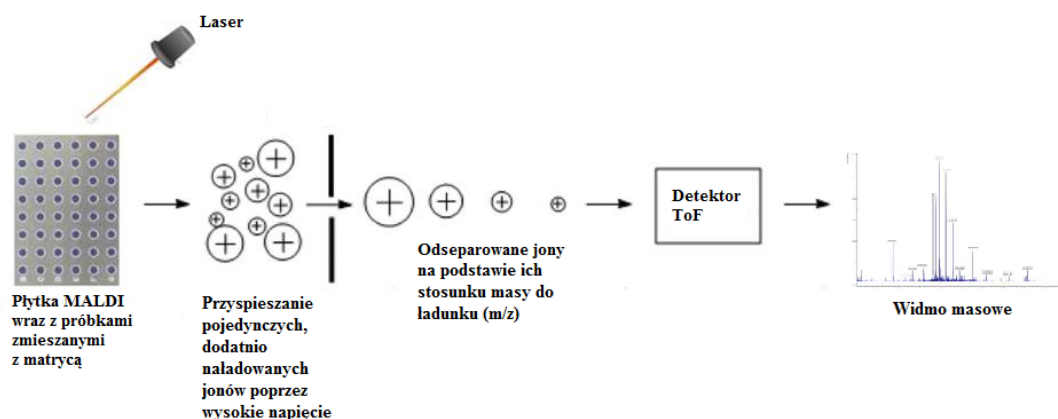 Laser
Płytka MALDI
wraz z próbkami
zmieszanymi
z matrycą
Przyspieszanie
pojedynczych,
dodatnio
naładowanych
jonów poprzez
wysokie napięcie
Odseparowane jony
na podstawie ich
stosunku masy do
ładunku (m/z)
Detektor
ToF
Widmo masowe